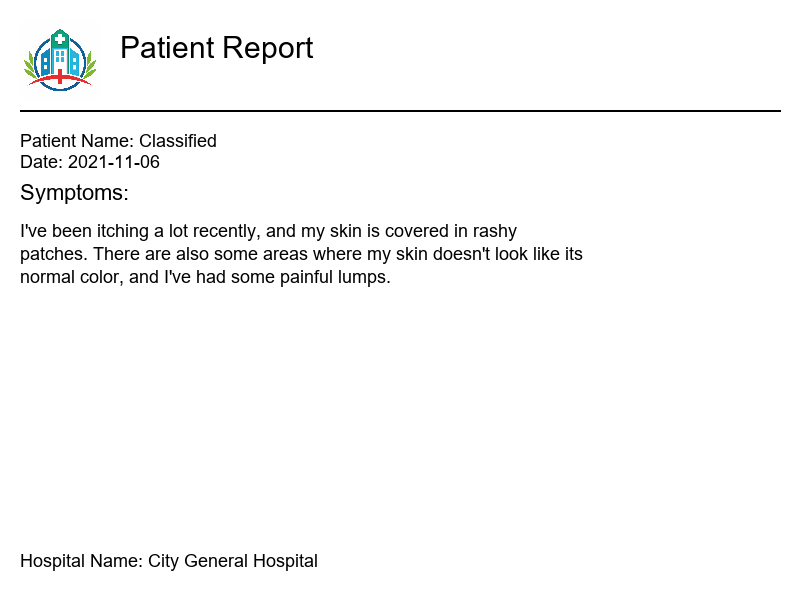 Patient Report
Patient Name: Classified
Date: 2021-11-06
Symptoms:
I've been itching a lot recently, and my skin is covered in rashy
patches. There are also some areas where my skin doesn't look like its
normal color, and I've had some painful lumps.
Hospital Name: City General Hospital